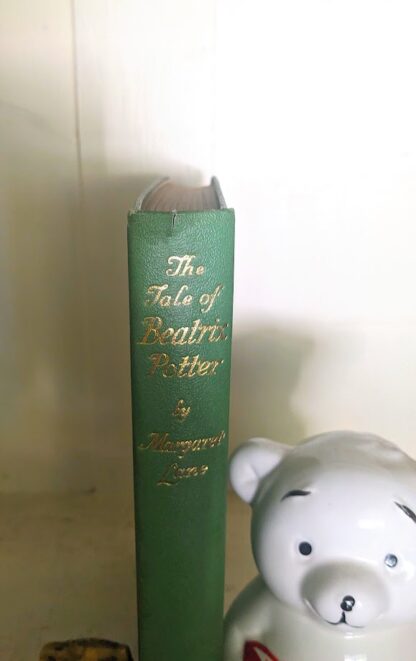 The
Tale of
Beatrix
Potter
by
Margaret
Lane